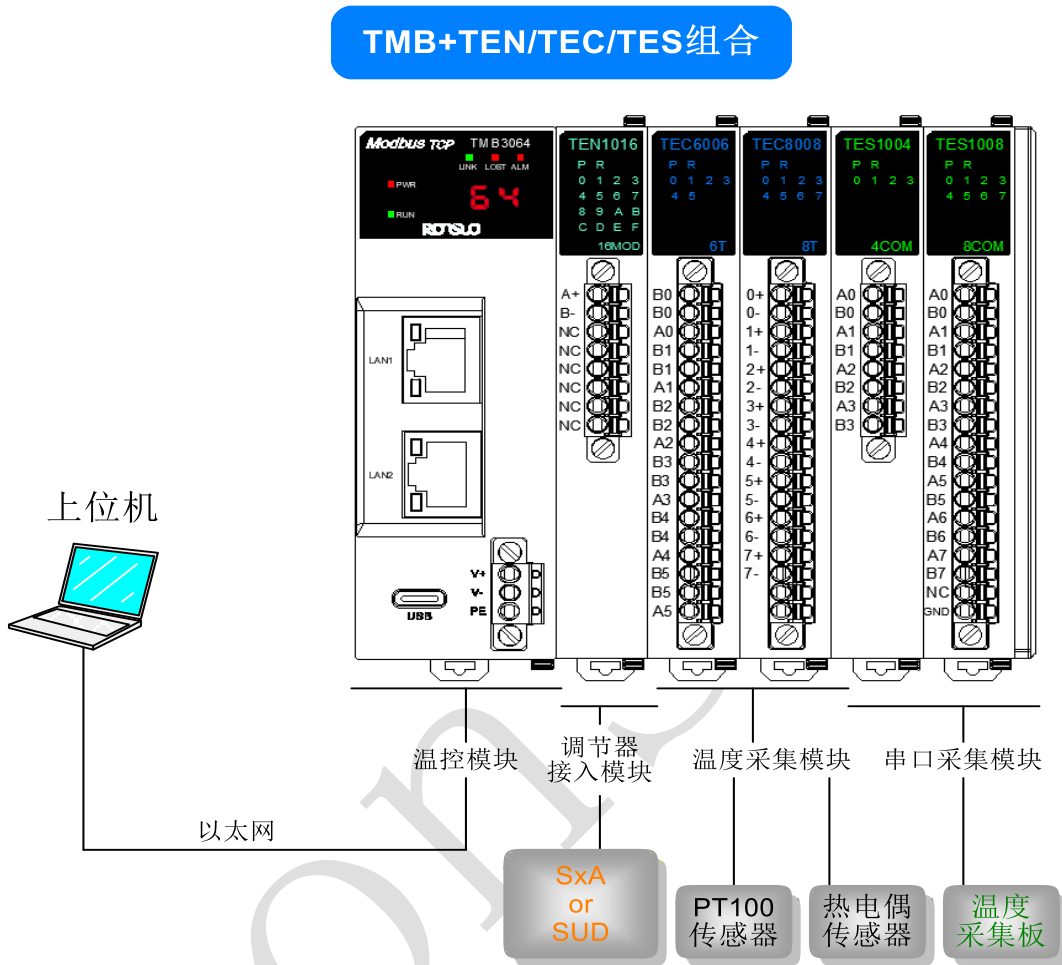 TMB+TEN/TEC/TES组合
Modbus TCP TMB3064
LINK LOST ALM
PWR
64
RUN
TEN1016
P R
0 1 2 3
4 5 6 7
8 9 A B
C D E F
16MOD
TEC6006
P R
0 1 2 3
4 5
6T
TEC8008
P R
0 1 2 3
4 5 6 7
8T
TES1004
P R
0 1 2 3
4COM
TES1008
P R
0 1 2 3
4 5 6 7
8COM
LAN1
LAN2
V+
V-
PE
USB
A+
B-
NC
NC
NC
NC
NC
NC
B0
B0
A0
B1
B1
A1
B2
B2
A2
B3
B3
A3
B4
B4
A4
B5
B5
A5
0+
0-
1+
1-
2+
2-
3+
3-
4+
4-
5+
5-
6+
6-
7+
7-
A0
B0
A1
B1
A2
B2
A3
B3
A0
B0
A1
B1
A2
B2
A3
B3
A4
B4
A5
B5
A6
B6
A7
B7
NC
GND
上位机
温控模块
调节器
接入模块
温度采集模块
串口采集模块
以太网
SxA
or
SUD
PT100
传感器
热电偶
传感器
温度
采集板